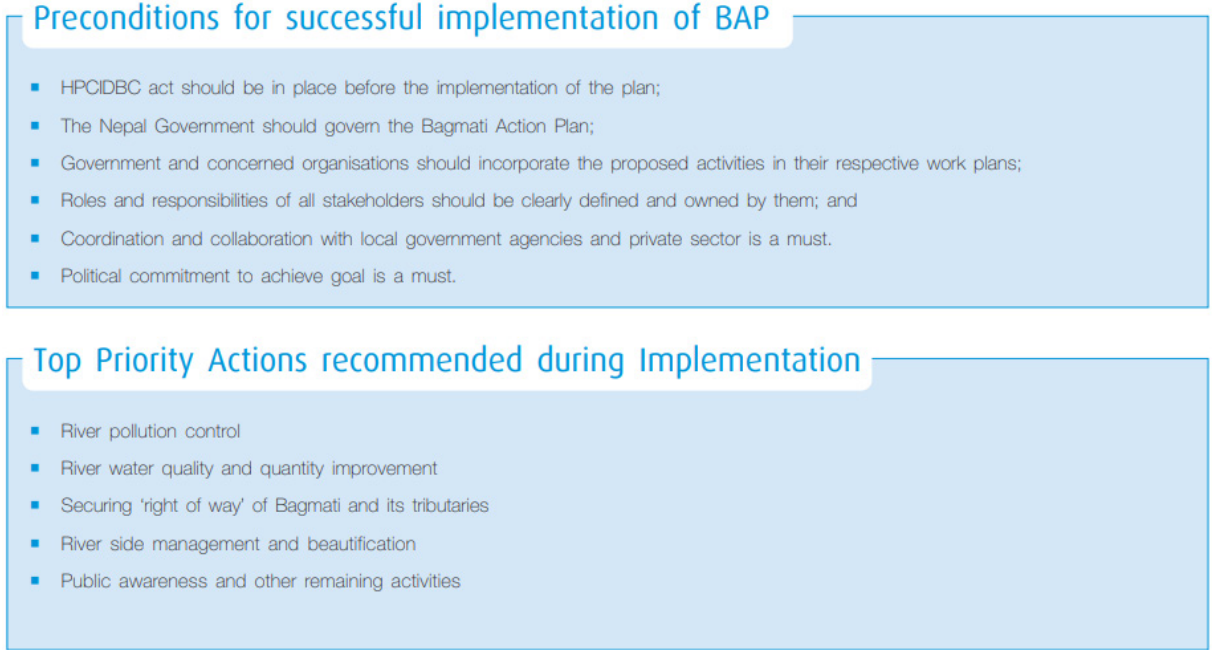 Preconditions for successful implementation of BAP
▪ HPCIDBC act should be in place before the implementation of the plan;
▪ The Nepal Government should govern the Bagmati Action Plan;
▪ Government and concerned organisations should incorporate the proposed activities in their respective work plans;
▪ Roles and responsibilities of all stakeholders should be clearly defined and owned by them; and
▪ Coordination and collaboration with local government agencies and private sector is a must.
▪ Political commitment to achieve goal is a must.
Top Priority Actions recommended during Implementation
▪ River pollution control
▪ River water quality and quantity improvement
▪ Securing ‘right of way’ of Bagmati and its tributaries
▪ River side management and beautification
▪ Public awareness and other remaining activities